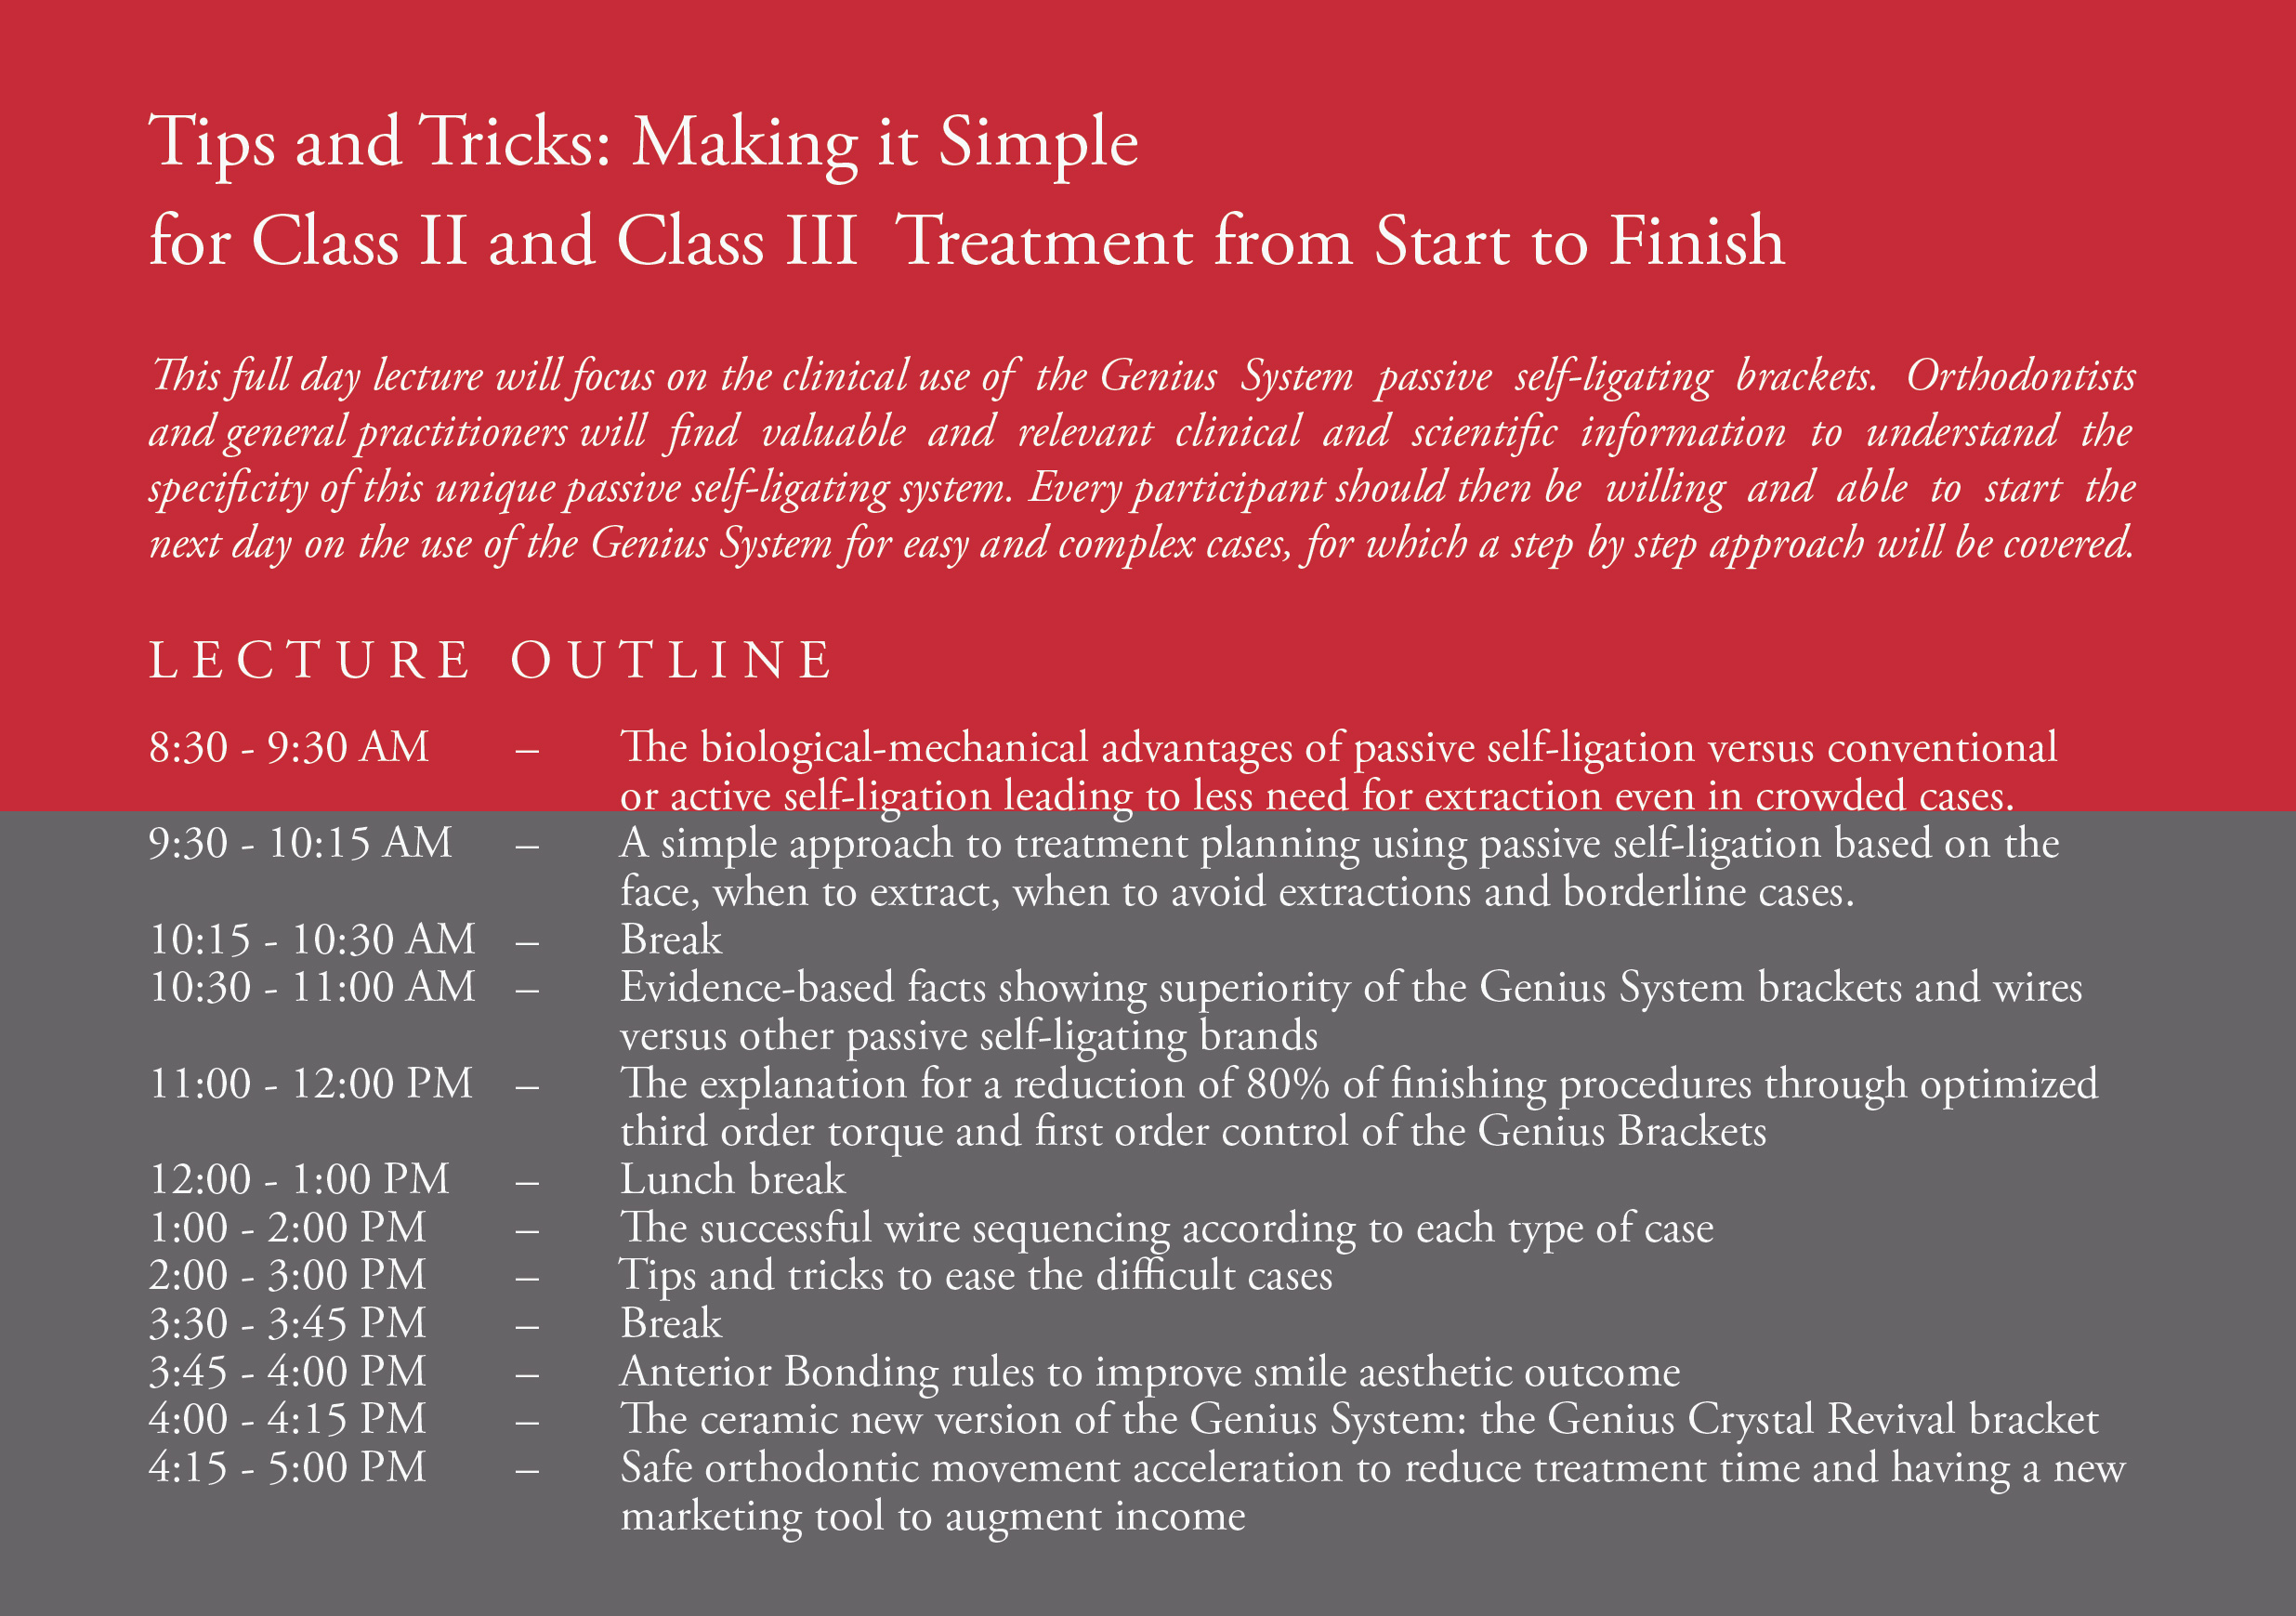 Tips and Tricks: Making it Simple
for Class II and Class III Treatment from Start to Finish
This full day lecture will focus on the clinical use of the Genius System passive self-ligating brackets. Orthodontists
and general practitioners will find valuable and relevant clinical and scientific information to understand the
specificity of this unique passive self-ligating system. Every participant should then be willing and able to start the
next day on the use of the Genius System for easy and complex cases, for which a step by step approach will be covered.
LECTURE OUTLINE
8:30 - 9:30 AM – The biological-mechanical advantages of passive self-ligation versus conventional
or active self-ligation leading to less need for extraction even in crowded cases.
9:30 - 10:15 AM – A simple approach to treatment planning using passive self-ligation based on the
face, when to extract, when to avoid extractions and borderline cases.
10:15 - 10:30 AM – Break
10:30 - 11:00 AM – Evidence-based facts showing superiority of the Genius System brackets and wires
versus other passive self-ligating brands
11:00 - 12:00 PM – The explanation for a reduction of 80% of finishing procedures through optimized
third order torque and first order control of the Genius Brackets
12:00 - 1:00 PM – Lunch break
1:00 - 2:00 PM – The successful wire sequencing according to each type of case
2:00 - 3:00 PM – Tips and tricks to ease the difficult cases
3:30 - 3:45 PM – Break
3:45 - 4:00 PM – Anterior Bonding rules to improve smile aesthetic outcome
4:00 - 4:15 PM – The ceramic new version of the Genius System: the Genius Crystal Revival bracket
4:15 - 5:00 PM – Safe orthodontic movement acceleration to reduce treatment time and having a new
marketing tool to augment income